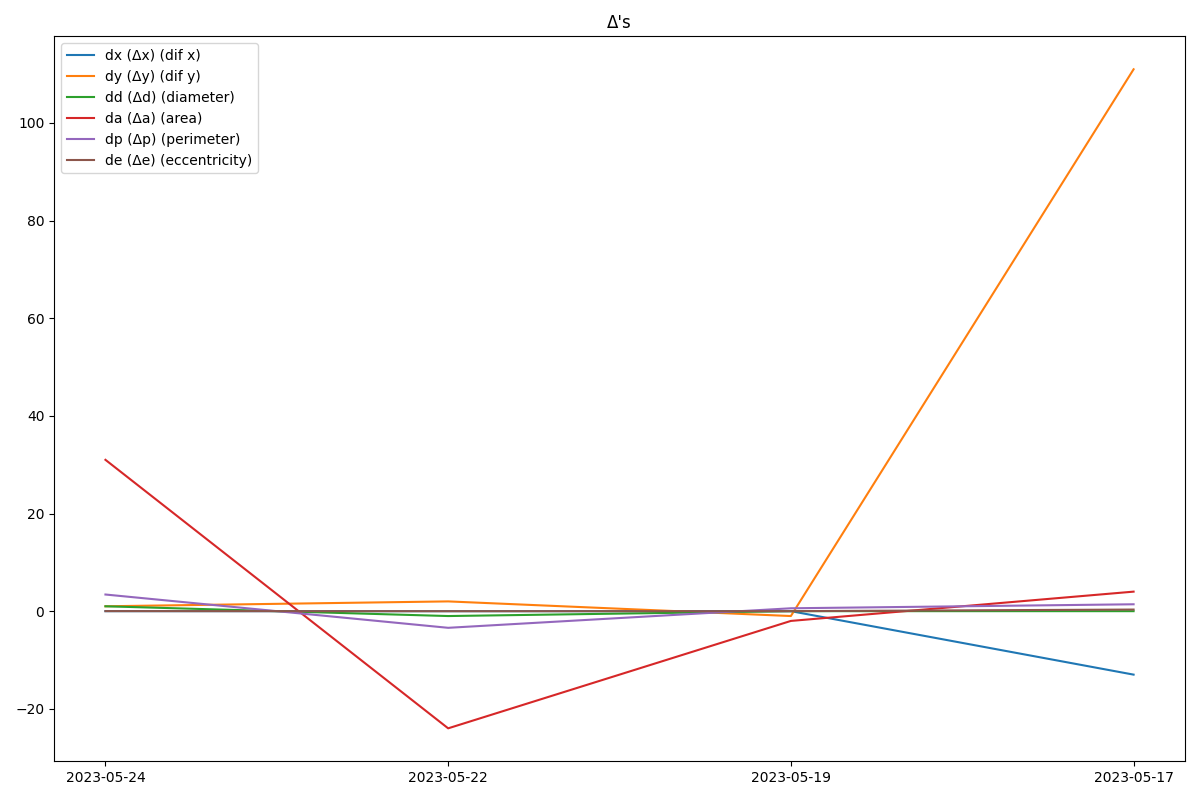 Δ's
dx (Δx) (dif x)
dy (Δy) (dif y)
dd (Δd) (diameter)
da (Δa) (area)
dp (Δp) (perimeter)
de (Δe) (eccentricity)
100
80
60
40
20
0
−20
2023-05-24 2023-05-22 2023-05-19 2023-05-17